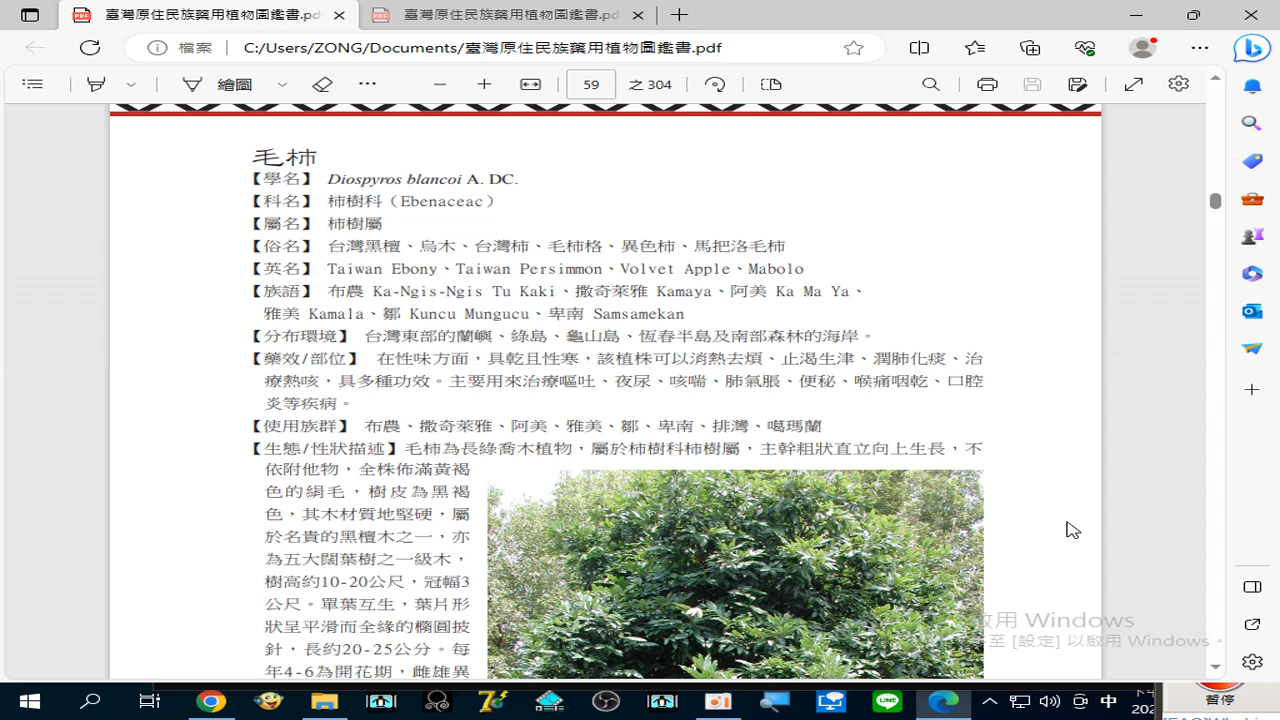 臺灣原住民族藥用植物圖鑑書.pdf
臺灣原住民族藥用植物圖鑑書.pdf
檔案
C:/Users/ZONG/Documents/臺灣原住民族藥用植物圖鑑書.pdf
繪圖
59
之 304
毛柿
【學名】 Diospyros blancoi A. DC.
【科名】 柿樹科（Ebenaceac）
【屬名】 柿樹屬
【俗名】 台灣黑檀、烏木、台灣柿、毛柿格、異色柿、馬把洛毛柿
【英名】 Taiwan Ebony、Taiwan Persimmon、Volvet Apple、Mabolo
【族語】 布農 Ka-Ngis-Ngis Tu Kaki、撒奇萊雅 Kamaya、阿美 Ka Ma Ya、
雅美 Kamala、鄒 Kuncu Mungucu、卑南 Samsamekan
【分布環境】 台灣東部的蘭嶼、綠島、龜山島、恆春半島及南部森林的海岸。
【藥效/部位】 在性味方面，具乾且性寒，該植株可以消熱去煩、止渴生津、潤肺化痰、治
療熱咳，具多種功效。主要用來治療嘔吐、夜尿、咳喘、肺氣脹、便秘、喉痛咽乾、口腔
炎等疾病。
【使用族群】 布農、撒奇萊雅、阿美、雅美、鄒、卑南、排灣、噶瑪蘭
【生態/性狀描述】毛柿為長綠喬木植物，屬於柿樹科柿樹屬，主幹粗狀直立向上生長，不
依附他物，全株佈滿黃褐
色的絹毛，樹皮為黑褐
色，其木材質地堅硬，屬
於名貴的黑檀木之一，亦
為五大闊葉樹之一級木，
樹高約10-20公尺，冠幅3
公尺。單葉互生，葉片形
狀呈平滑而全緣的橢圓披
針，長約20-25公分。每
年4-6為開花期，雌雄異
啟用 Windows
至 [設定] 以啟用 Windows。
LINE
中
暫停